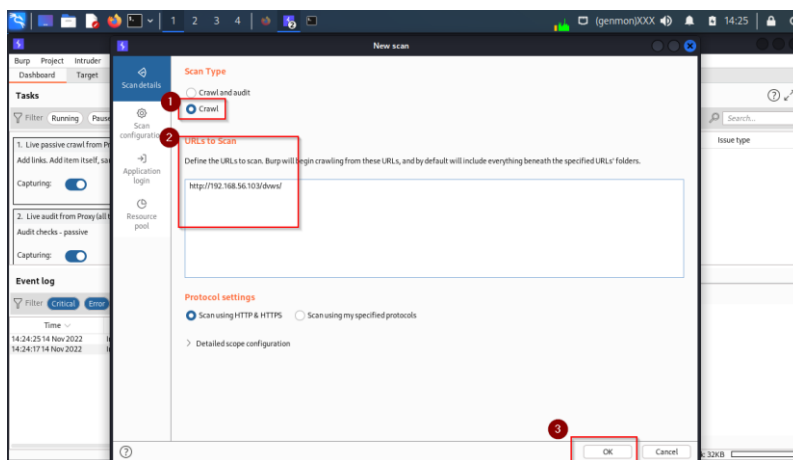 1 2 3 4
(genmon)XXX
14:25
New scan
Burp Project Intruder
Dashboard Target
Tasks
Filter Running
Search...
1. Live passive crawl from
Add links. Add item itself,
Capturing:
2. Live audit from Proxy (all
Audit checks - passive
Capturing:
Event log
Filter Critical Error
Time
14:24:25 14 Nov 2022
14:24:17 14 Nov 2022
Scan details
Scan
Application
login
Resource
pool
Scan Type
Crawl and audit
1
Crawl
2
URLs to Scan
Define the URLs to scan. Burp will begin crawling from these URLs, and by default will include everything beneath the specified URLs' folders.
http://192.168.56.103/dvws/
Protocol settings
Scan using HTTP & HTTPS Scan using my specified protocols
Detailed scope configuration
3
OK Cancel
Issue type
32KB